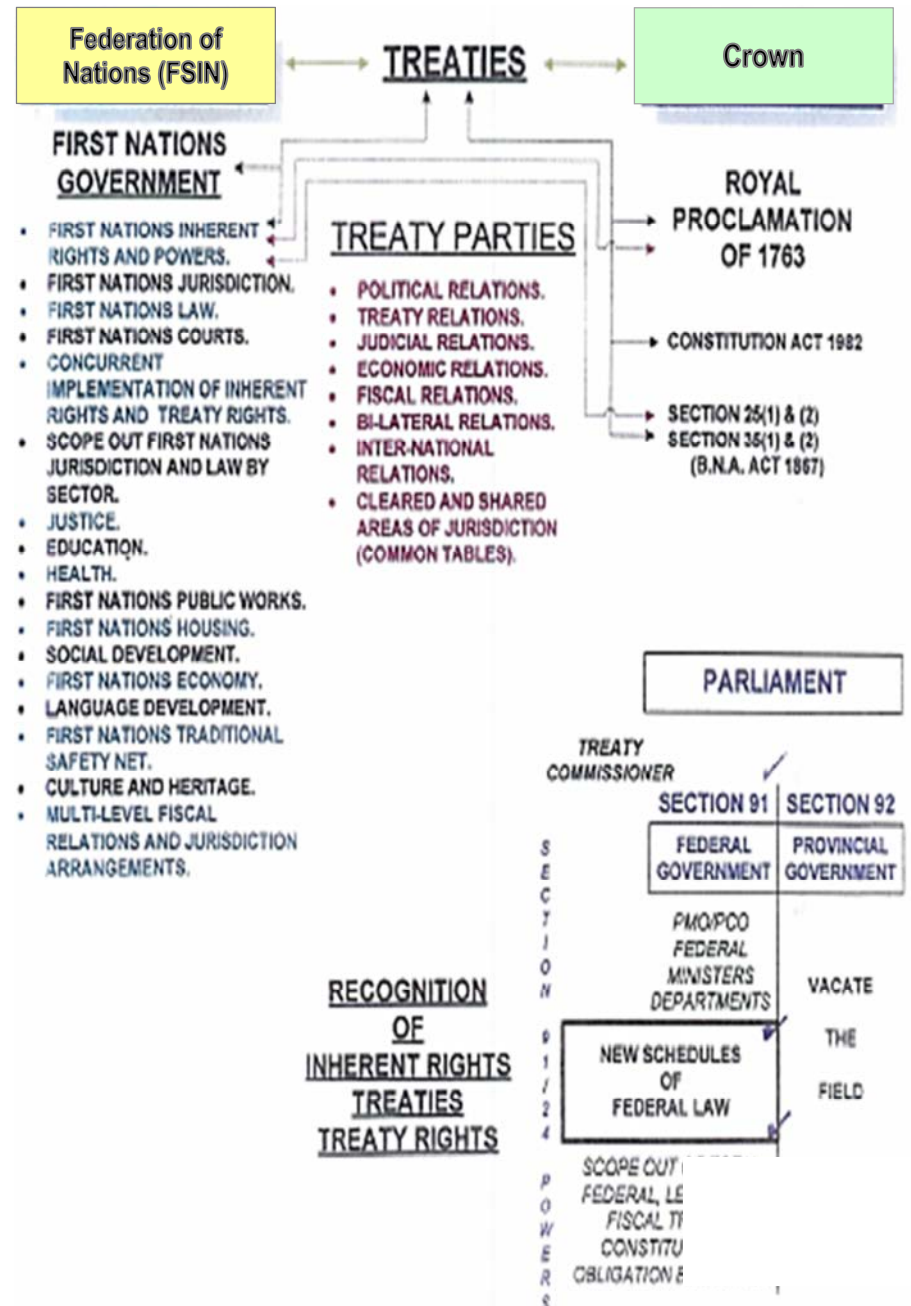 Federation of
Nations (FSIN)
TREATIES
Crown
FIRST NATIONS
GOVERNMENT
• FIRST NATIONS INHERENT
RIGHTS AND POWERS.
• FIRST NATIONS JURISDICTION.
• FIRST NATIONS LAW.
• FIRST NATIONS COURTS.
• CONCURRENT
IMPLEMENTATION OF INHERENT
RIGHTS AND TREATY RIGHTS.
• SCOPE OUT FIRST NATIONS
JURISDICTION AND LAW BY
SECTOR.
• JUSTICE.
• EDUCATION.
• HEALTH.
• FIRST NATIONS PUBLIC WORKS.
• FIRST NATIONS HOUSING.
• SOCIAL DEVELOPMENT.
• FIRST NATIONS ECONOMY.
• LANGUAGE DEVELOPMENT.
• FIRST NATIONS TRADITIONAL
SAFETY NET.
• CULTURE AND HERITAGE.
• MULTI-LEVEL FISCAL
RELATIONS AND JURISDICTION
ARRANGEMENTS.
TREATY PARTIES
• POLITICAL RELATIONS.
• TREATY RELATIONS.
• JUDICIAL RELATIONS.
• ECONOMIC RELATIONS.
• FISCAL RELATIONS.
• BI-LATERAL RELATIONS.
• INTER-NATIONAL
RELATIONS.
• CLEARED AND SHARED
AREAS OF JURISDICTION
(COMMON TABLES).
ROYAL
PROCLAMATION
OF 1763
CONSTITUTION ACT 1982
SECTION 25(1) & (2)
SECTION 35(1) & (2)
(B.N.A. ACT 1867)
PARLIAMENT
TREATY
COMMISSIONER
SECTION 91
SECTION 92
FEDERAL
GOVERNMENT
PROVINCIAL
GOVERNMENT
PMO/PCO
FEDERAL
MINISTERS
DEPARTMENTS
VACATE
THE
FIELD
SECTION 91/24 POWERS
NEW SCHEDULES
OF
FEDERAL LAW
RECOGNITION
OF
INHERENT RIGHTS
TREATIES
TREATY RIGHTS
SCOPE OUT
FEDERAL,
FISCAL
OBLIGATION